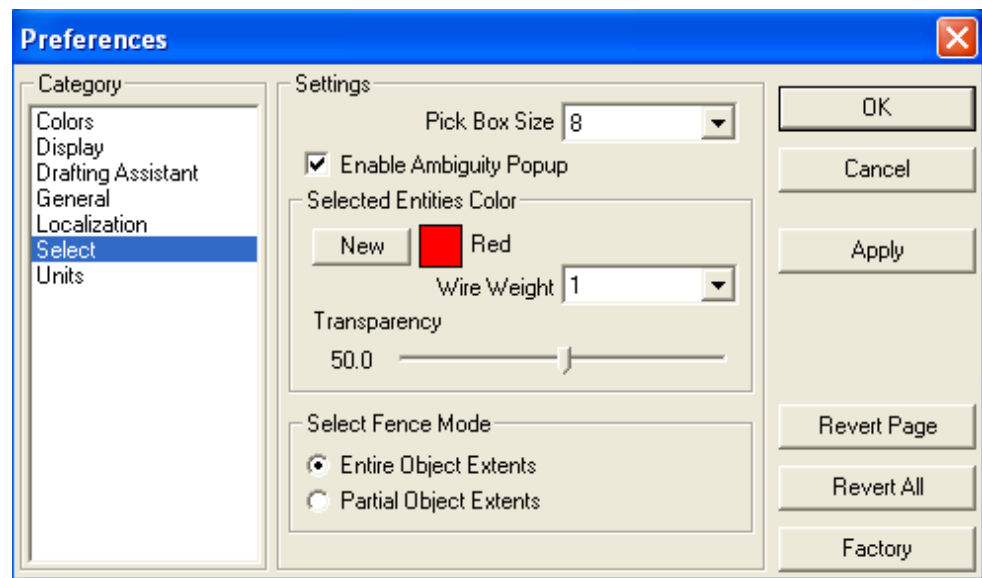 Preferences
Category
Colors
Display
Drafting Assistant
General
Localization
Select
Units
Settings
Pick Box Size 8
Enable Ambiguity Popup
Selected Entities Color
New Red
Wire Weight 1
Transparency
50.0
Select Fence Mode
Entire Object Extents
Partial Object Extents
OK
Cancel
Apply
Revert Page
Revert All
Factory